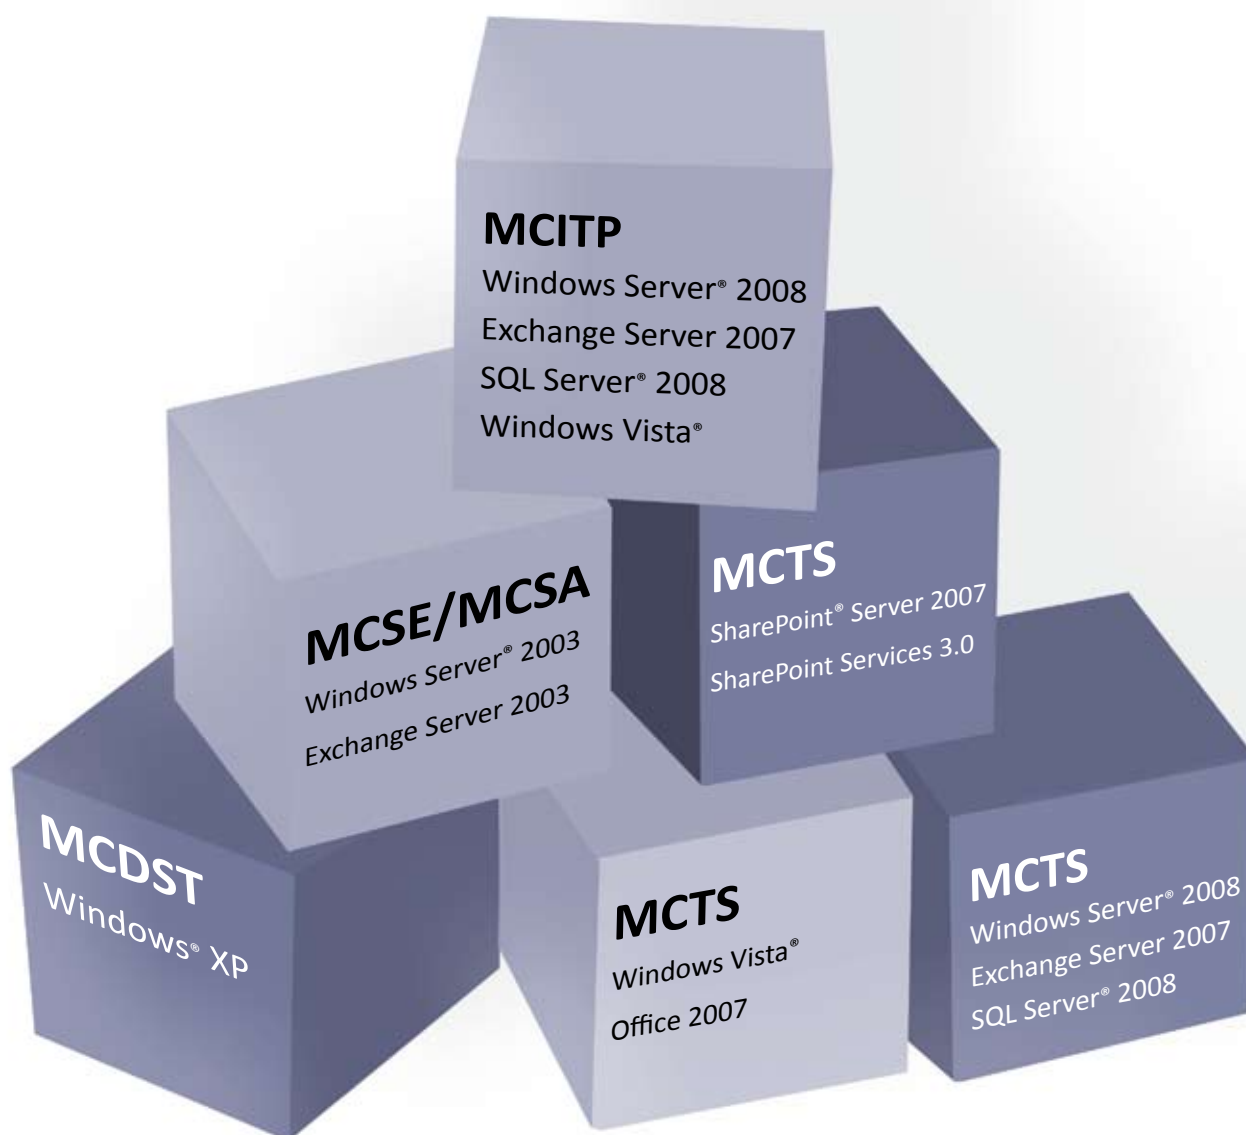 MCITP
Windows Server® 2008
Exchange Server 2007
SQL Server® 2008
Windows Vista®
MCSE/MCSA
Windows Server® 2003
Exchange Server 2003
MCTS
SharePoint® Server 2007
SharePoint Services 3.0
MCDST
Windows® XP
MCTS
Windows Vista®
Office 2007
MCTS
Windows Server® 2008
Exchange Server 2007
SQL Server® 2008